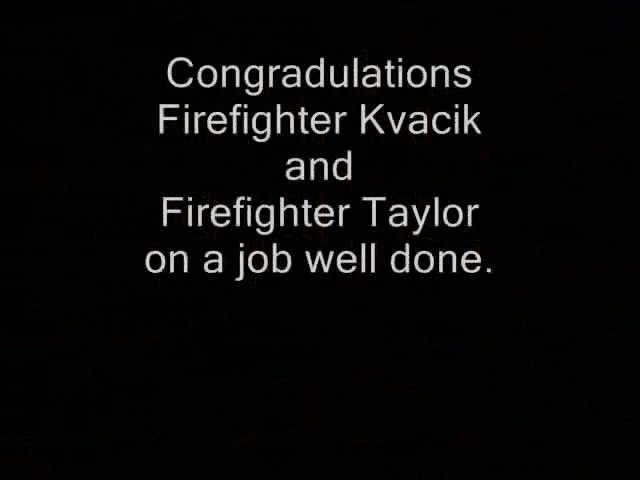 Congradulations
Firefighter Kvacik
and
Firefighter Taylor
on a job well done.